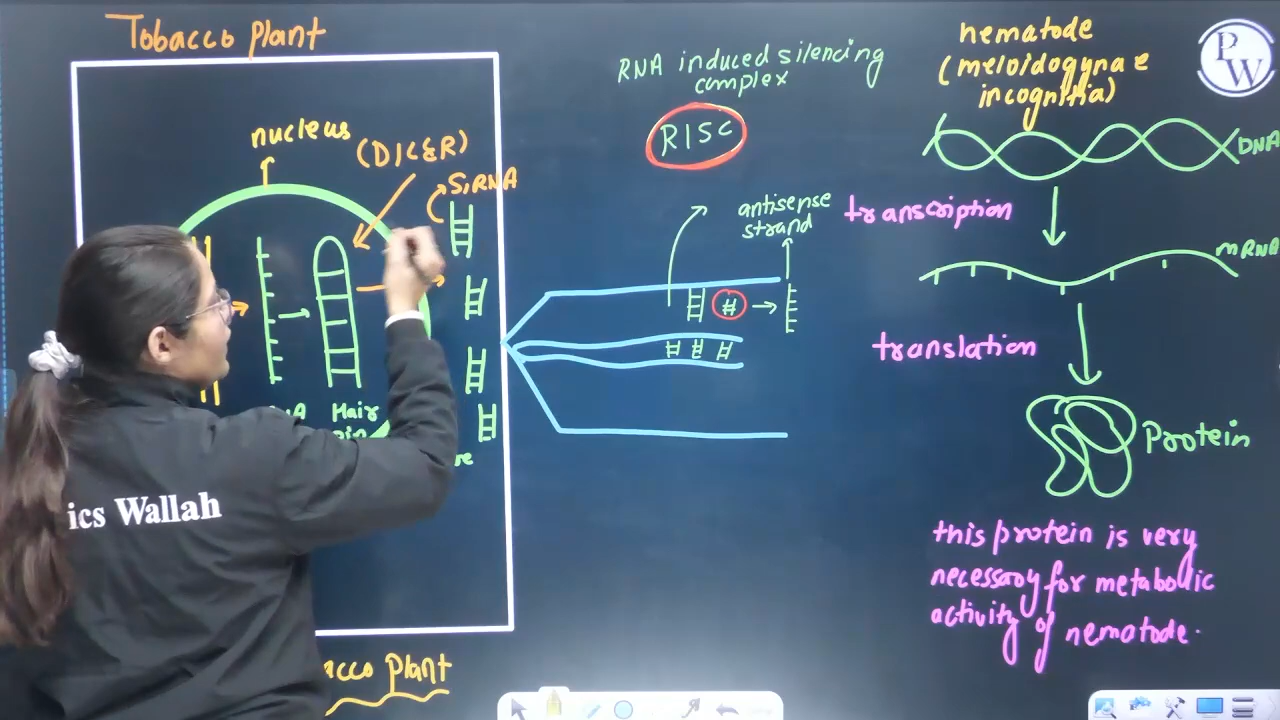 Tobacco plant
nucleus
(DICER)
SiRNA
Hair
RNA induced silencing
complex
RISC
antisense
strand
nematode
(meloidogynae
incognitia)
DNA
transcription
mRNA
translation
Protein
this protein is very
necessary for metabolic
activity of nematode.
ics Wallah
acco plant
PW